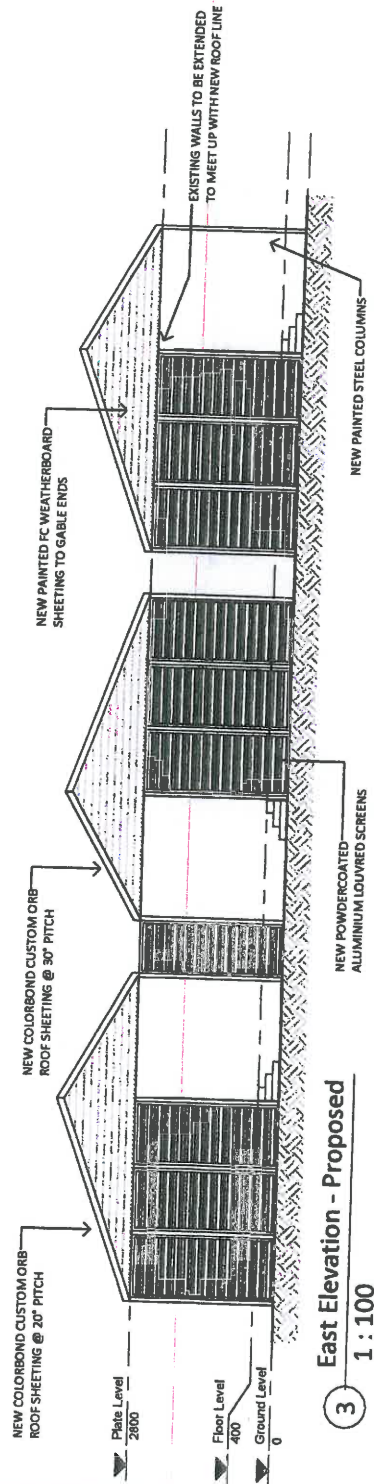 NEW COLORBOND CUSTOM ORB
ROOF SHEETING @ 20° PITCH
NEW COLORBOND CUSTOM ORB
ROOF SHEETING @ 30° PITCH
NEW PAINTED FC WEATHERBOARD
SHEETING TO GABLE ENDS
EXISTING WALLS TO BE EXTENDED
TO MEET UP WITH NEW ROOF LINE
Plate Level
2800
Floor Level
400
Ground Level
0
NEW POWDERCOATED
ALUMINIUM LOUVRED SCREENS
NEW PAINTED STEEL COLUMNS
3
East Elevation - Proposed
1 : 100